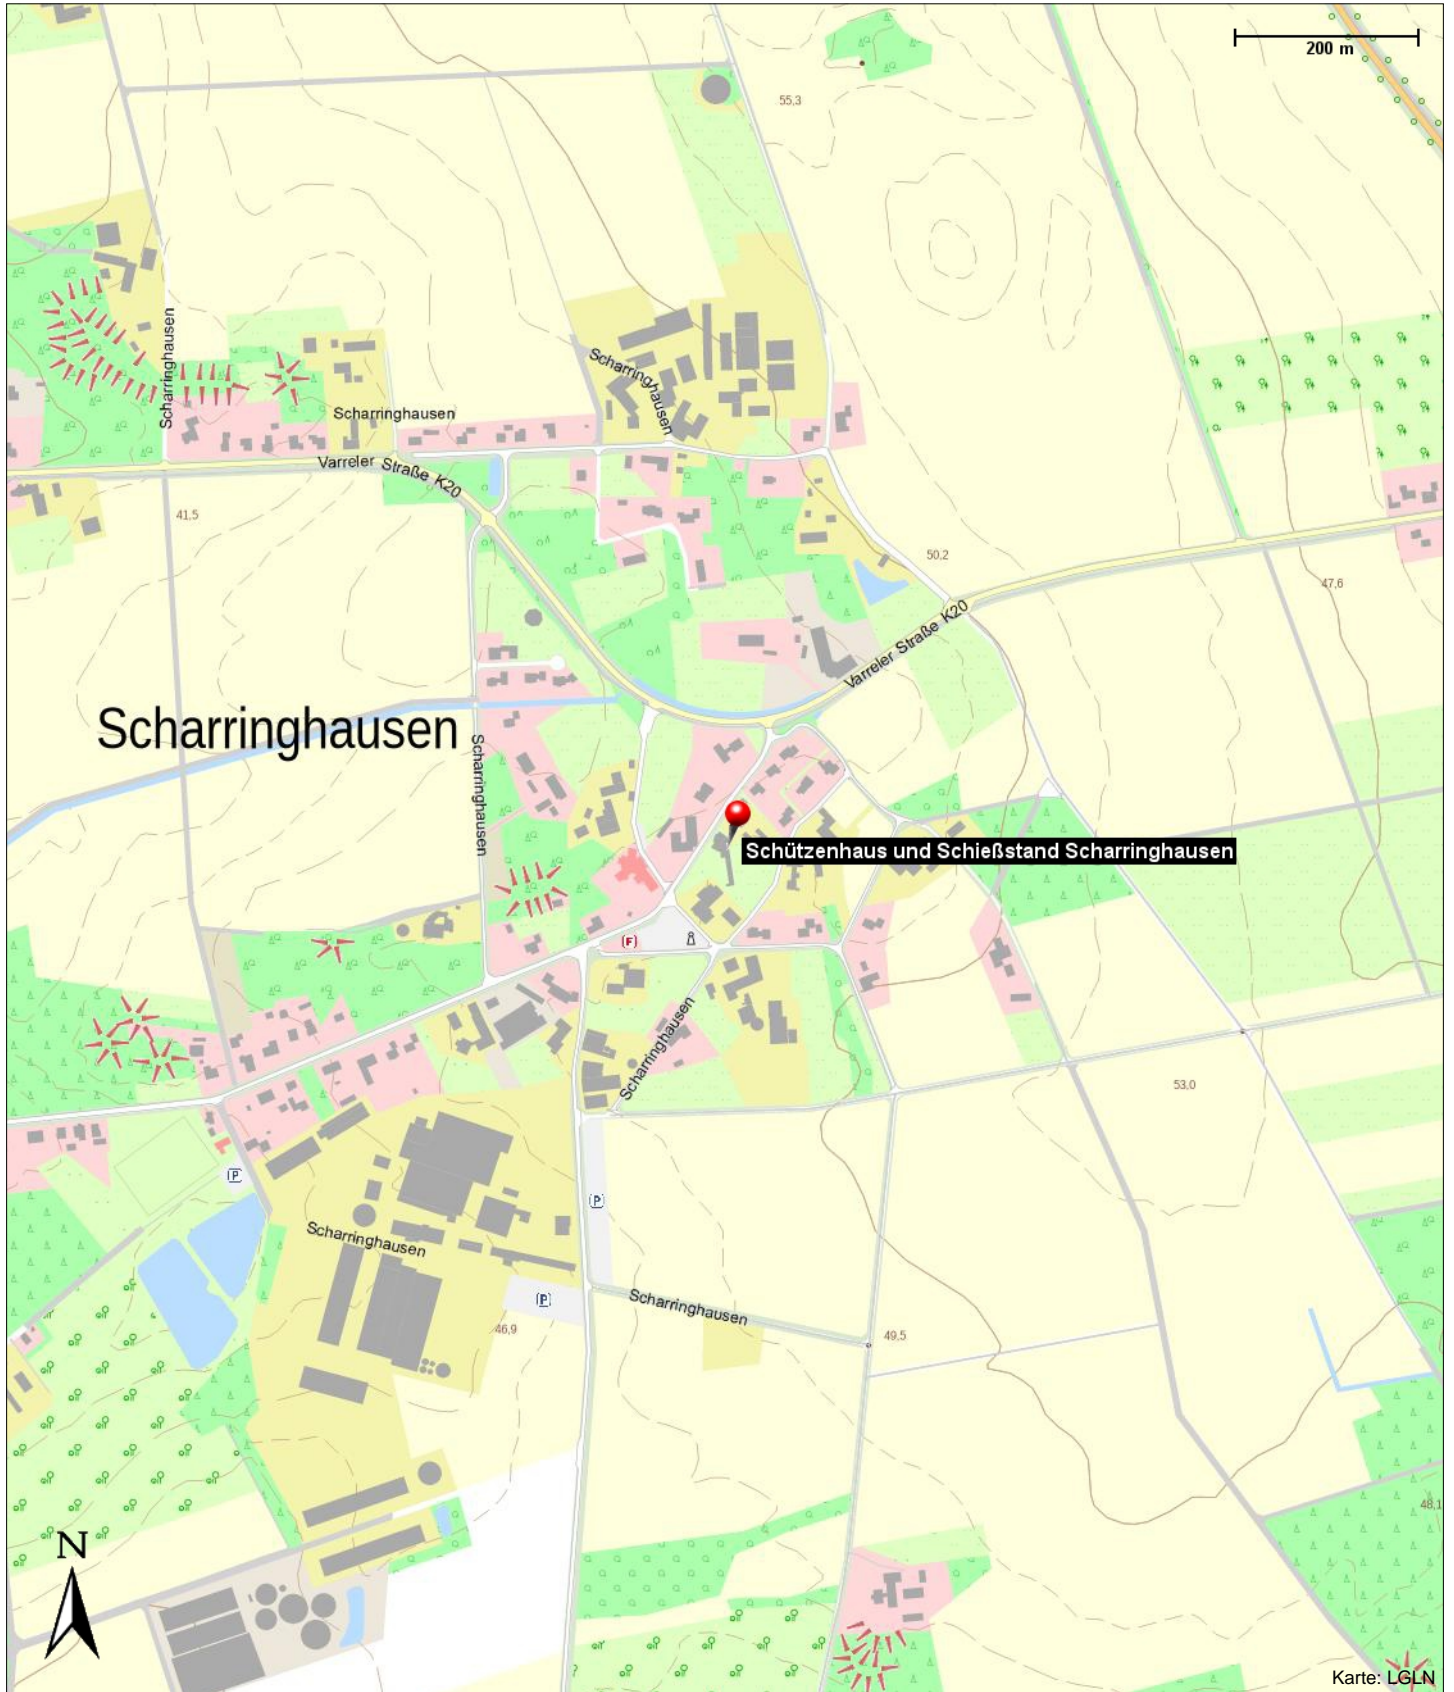 200 m
55,3
Scharringhausen
Scharringhausen
Scharringhausen
Varreler Straße K20
41,5
50,2
47,6
Varreler Straße K20
Scharringhausen
Scharringhausen
Schützenhaus und Schießstand Scharringhausen
F
Scharringhausen
53,0
P
P
Scharringhausen
P
Scharringhausen
46,9
49,5
48,1
N
Karte: LGLN